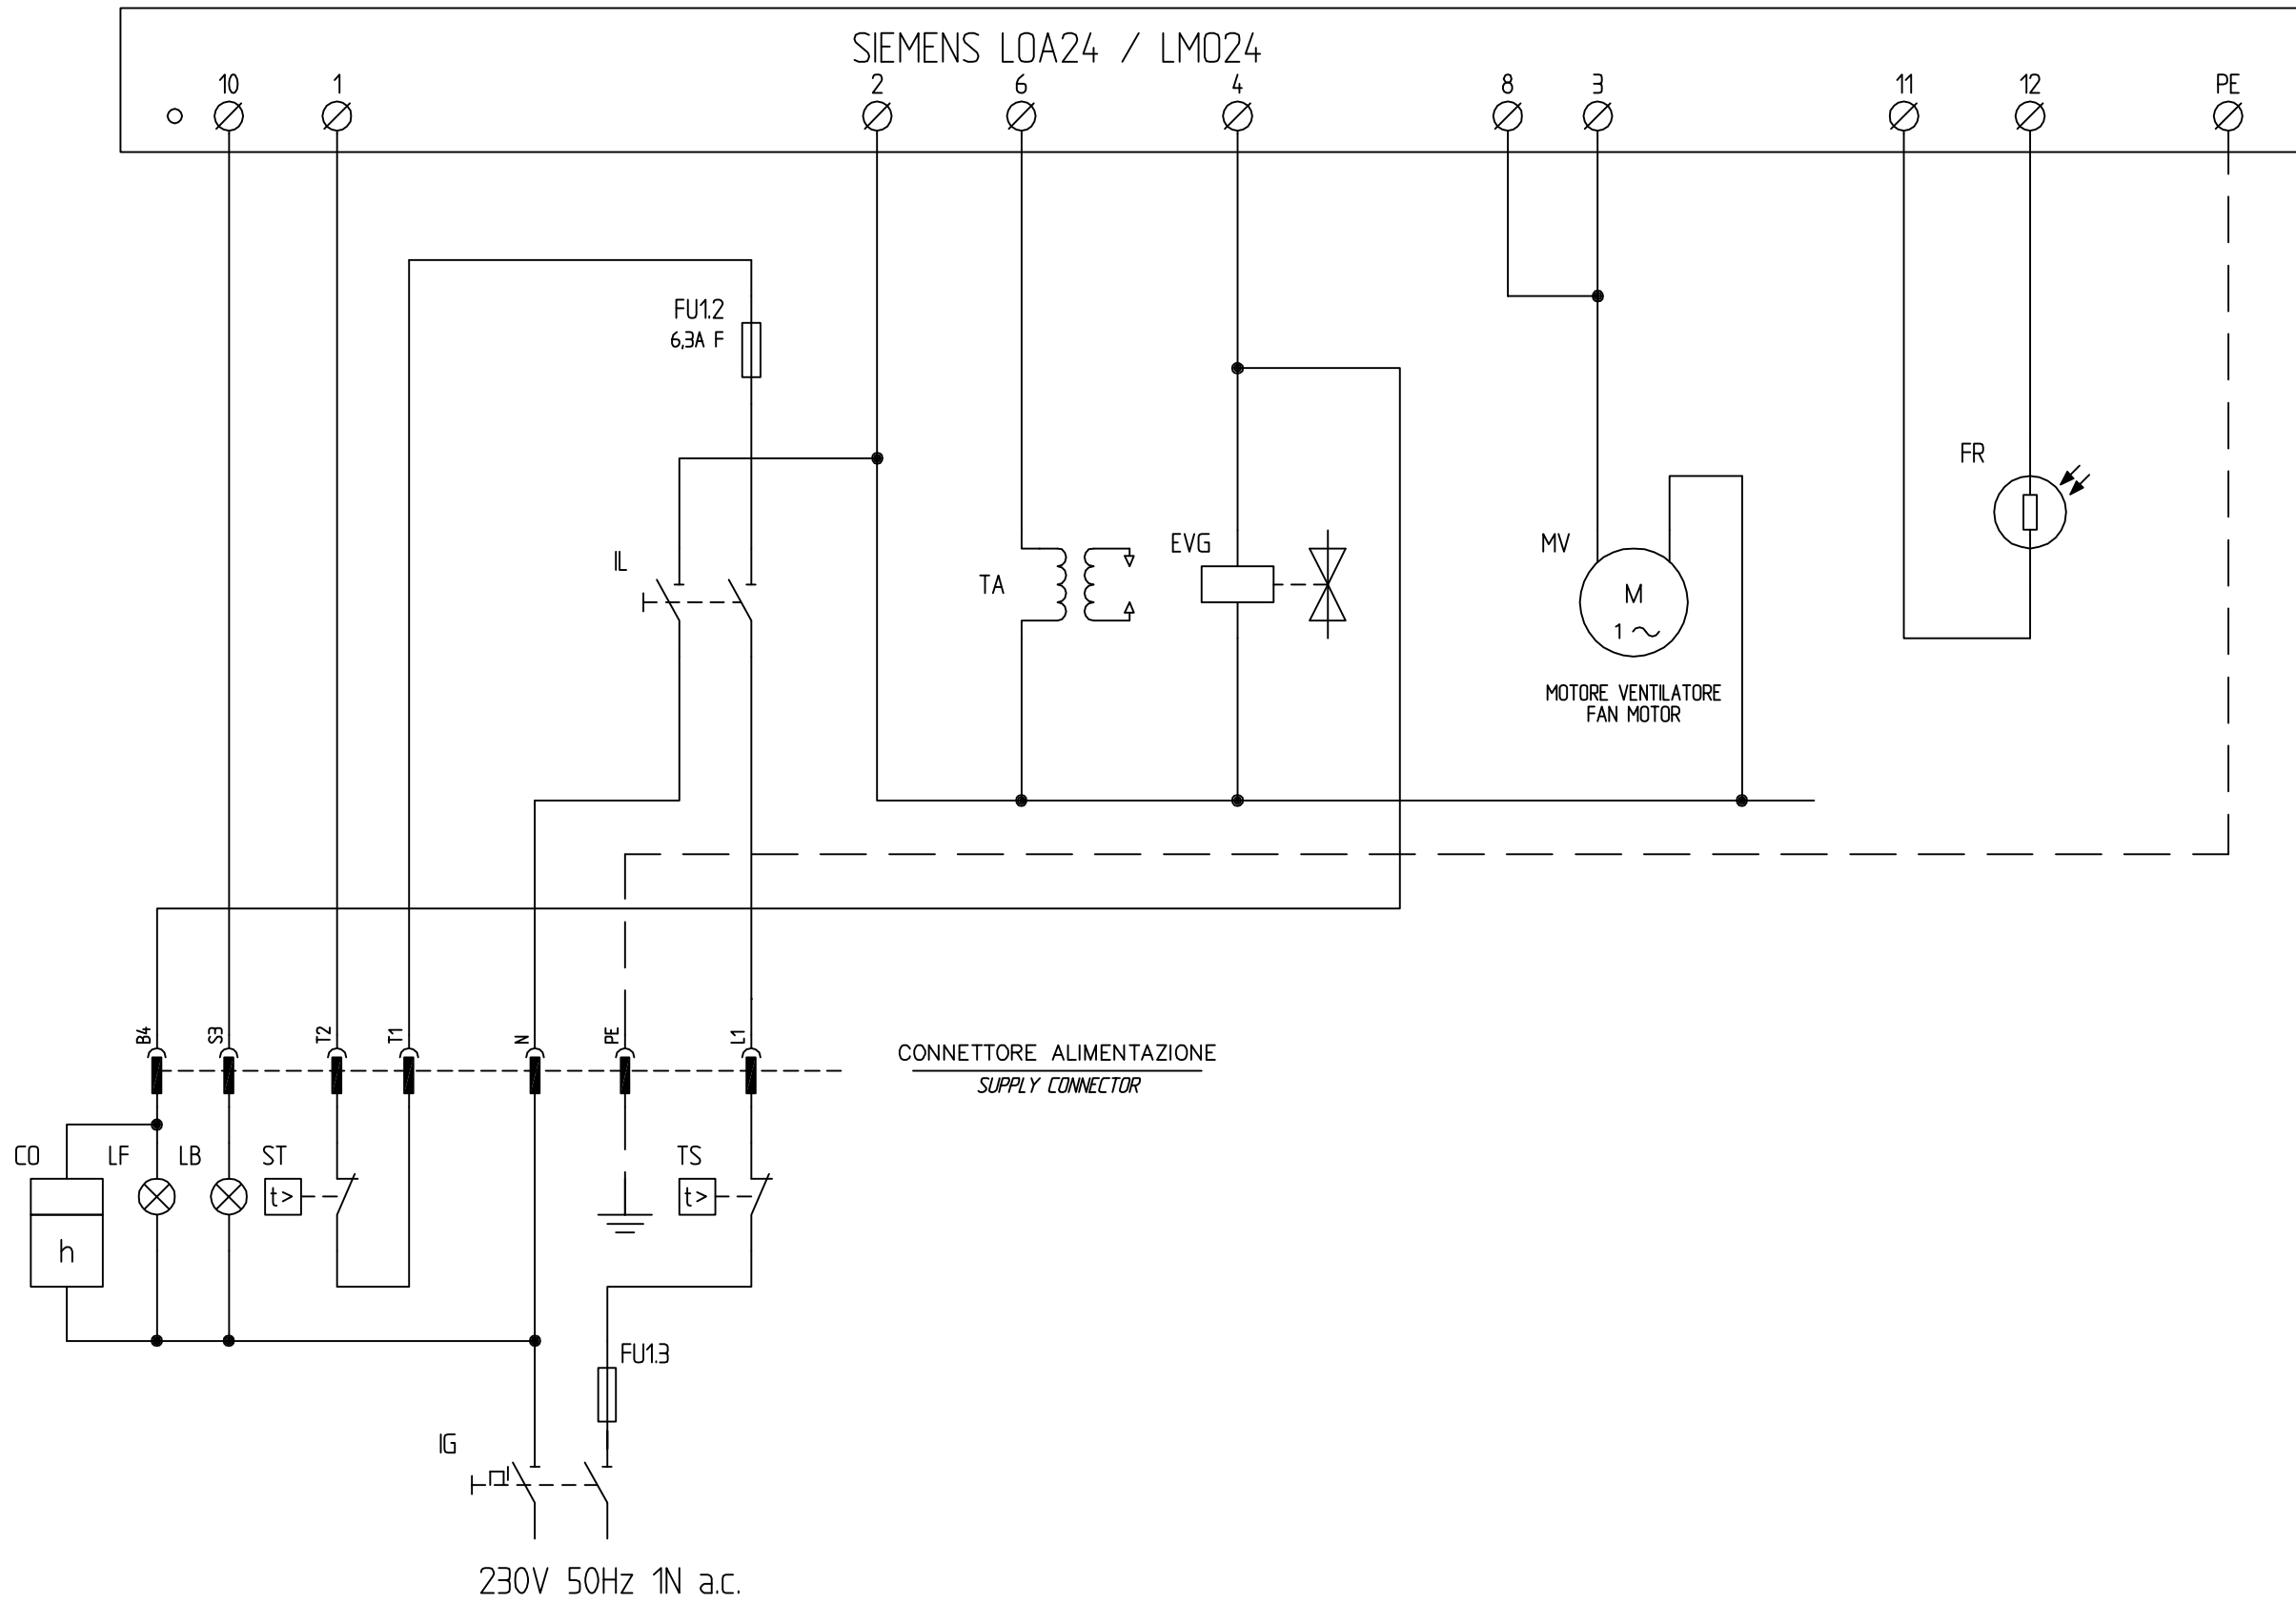 SIEMENS LOA24 / LMO24
10 1 2 6 4 8 3 11 12 PE
FU1.2
6,3A F
FR
IL
TA
EVG
MV
M
1
MOTORE VENTILATORE
FAN MOTOR
B4 S3 T2 T1 N PE L1
CONNETTORE ALIMENTAZIONE
SUPPLY CONNECTOR
CO LF LB ST TS
t> t>
h
FU1.3
IG
230V 50Hz 1N a.c.